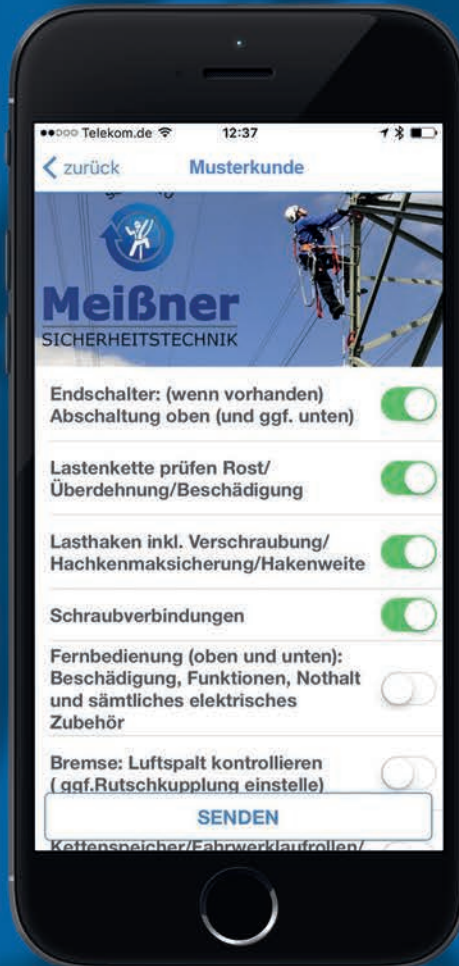 Telekom.de 12:37
zurück Musterkunde
Meißner
SICHERHEITSTECHNIK
Endschalter: (wenn vorhanden)
Abschaltung oben (und ggf. unten)
Lastenkette prüfen Rost/
Überdehnung/Beschädigung
Lasthaken inkl. Verschraubung/
Hachkenmaksicherung/Hakenweite
Schraubverbindungen
Fernbedienung (oben und unten):
Beschädigung, Funktionen, Nothalt
und sämtliches elektrisches
Zubehör
Bremse: Luftspalt kontrollieren
( ggf.Rutschkupplung einstelle)
SENDEN
Kettenspeicher/Fahrwerklaufrollen/